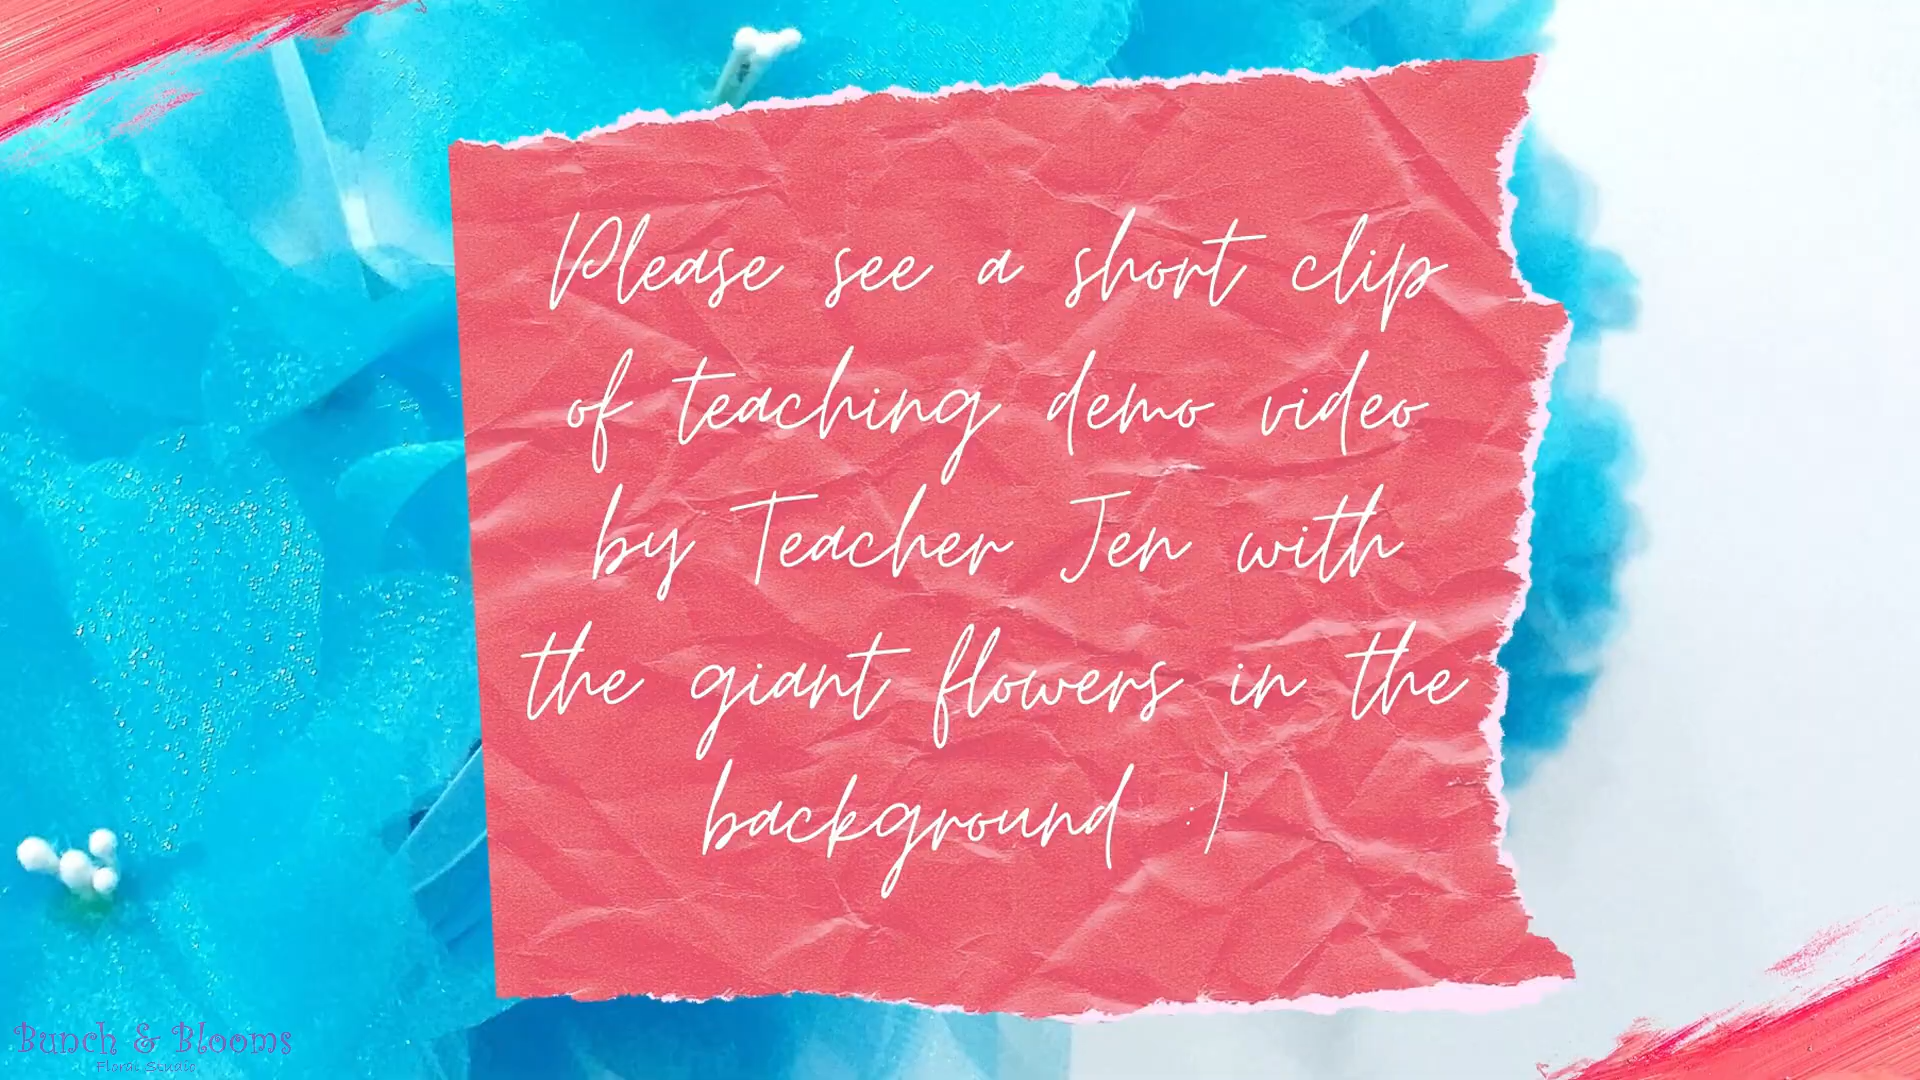 Please see a short clip
of teaching demo video
by Teacher Jen with
the giant flowers in the
background :)
Bunch & Blooms
Floral Studio